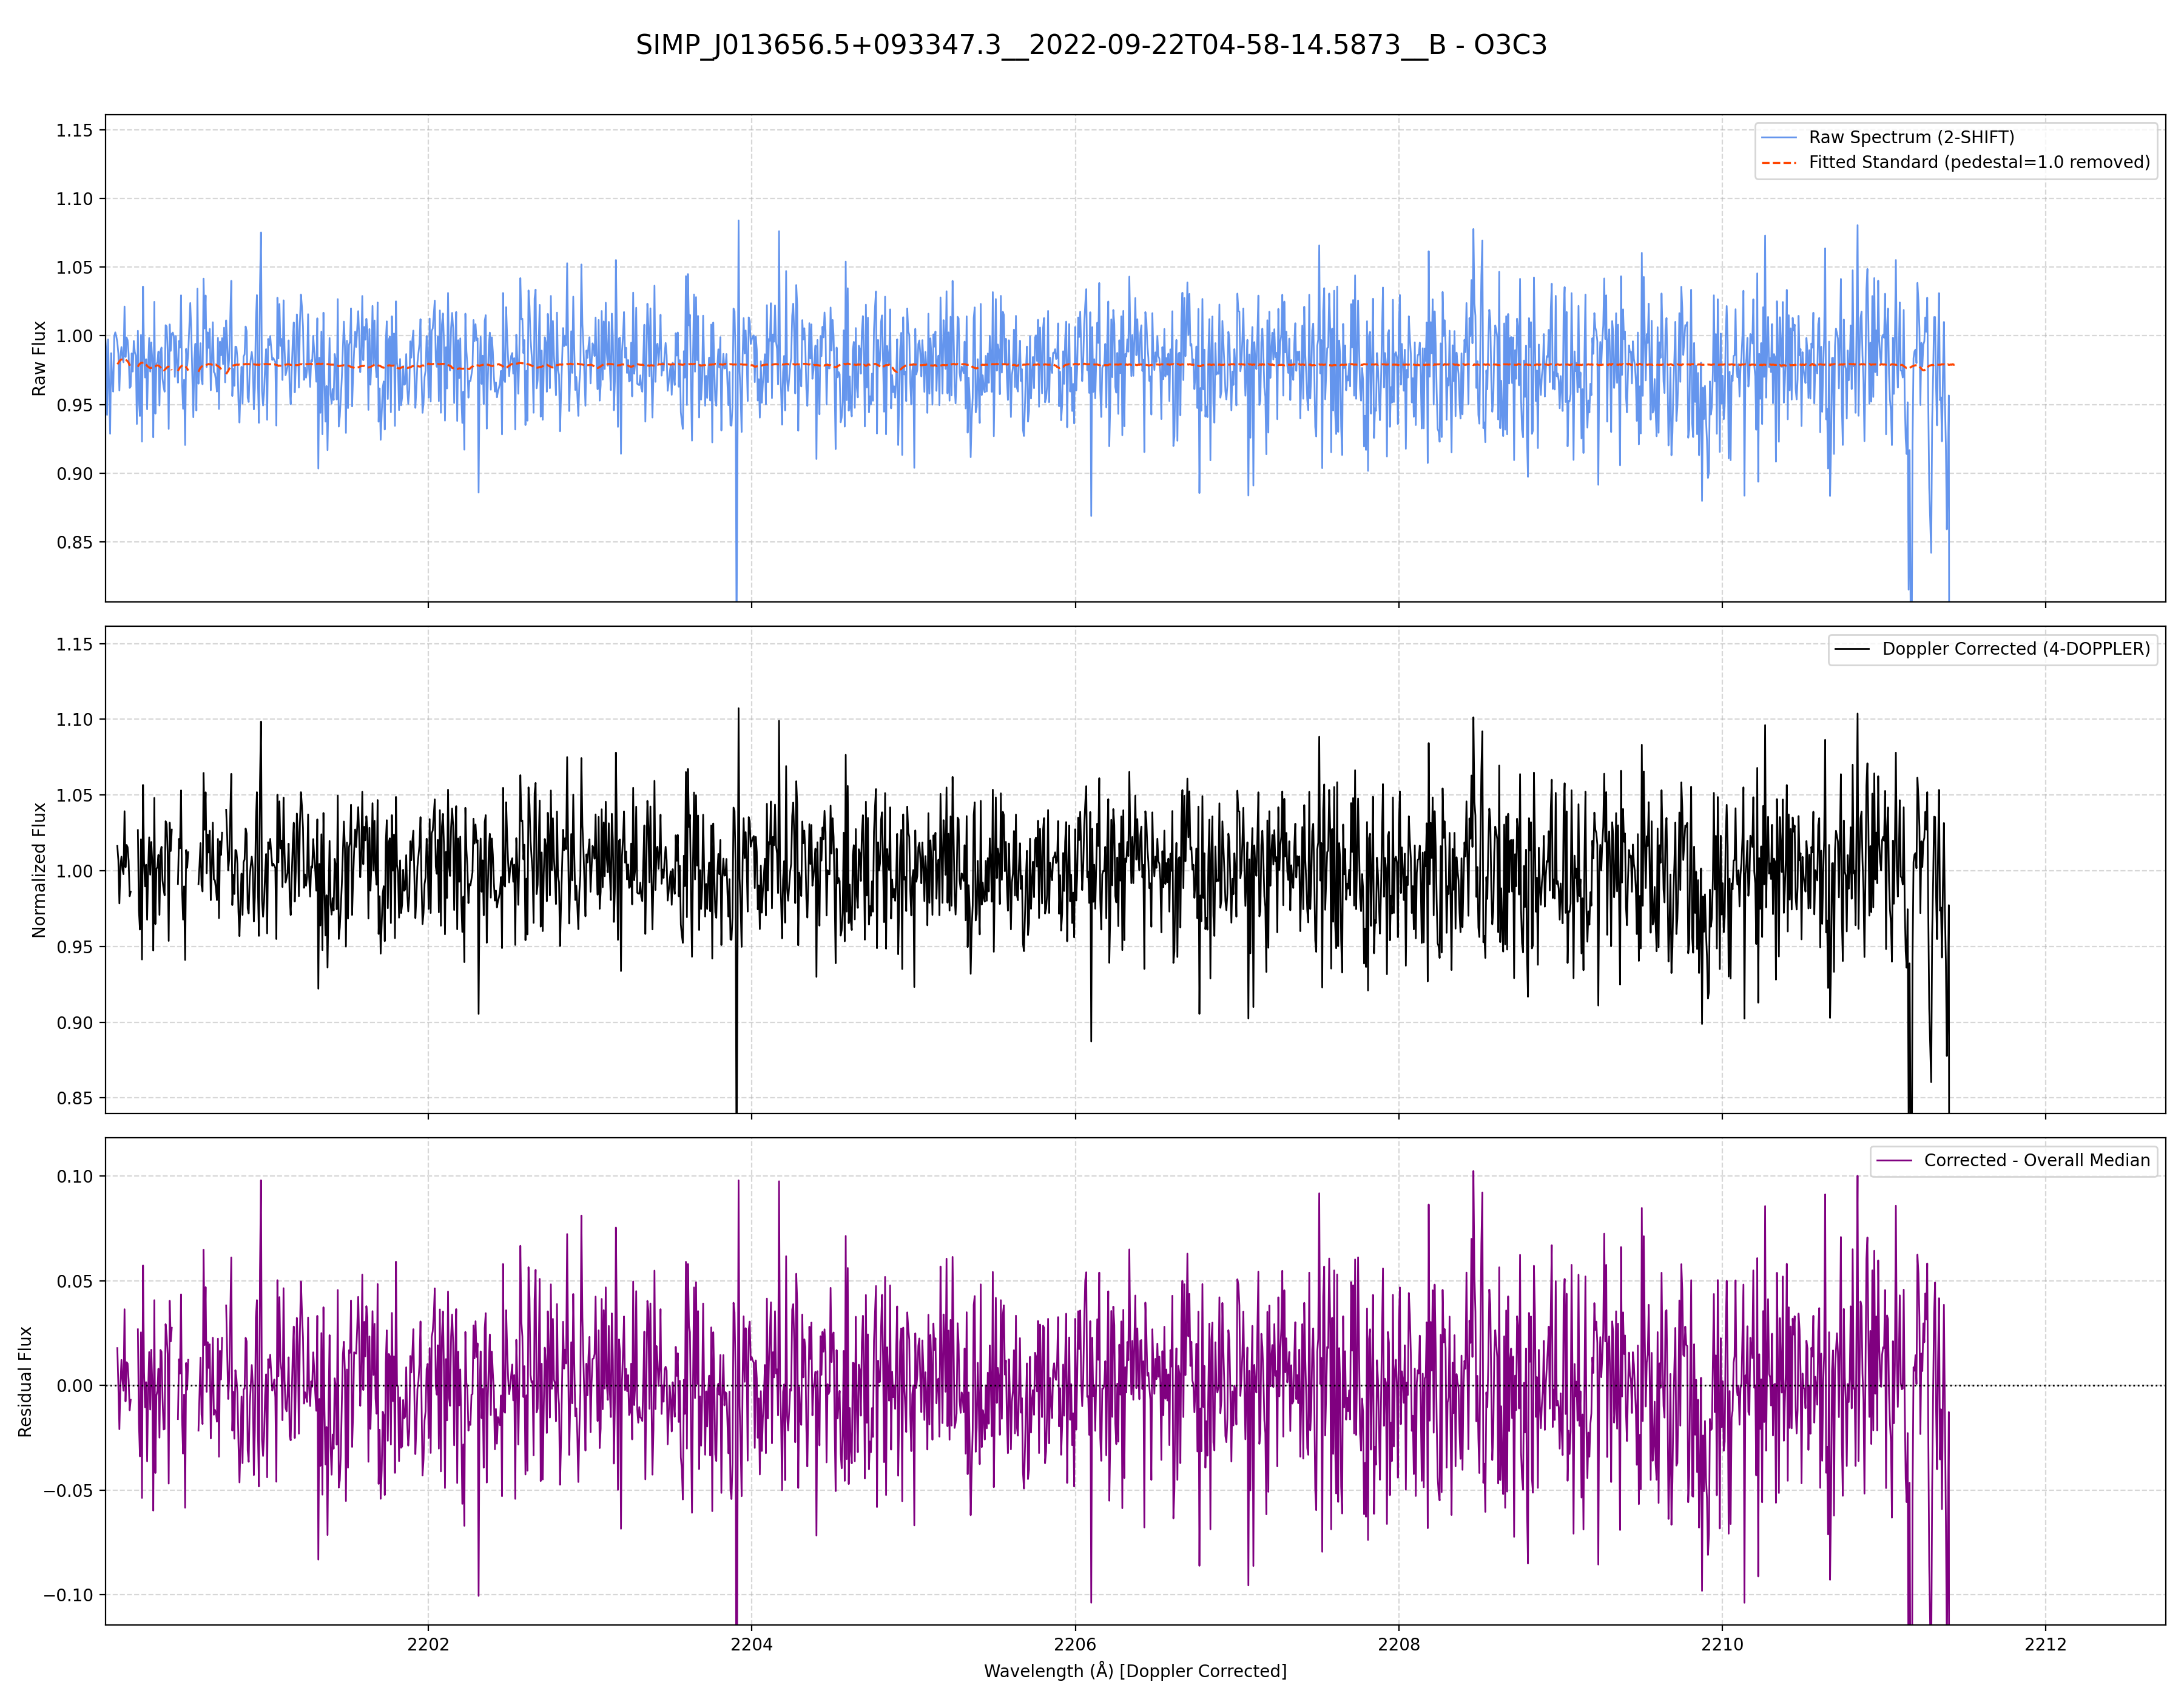 SIMP_J013656.5+093347.3__2022-09-22T04-58-14.5873__B - O3C3
1.15
1.10
1.05
1.00
0.95
0.90
0.85
Raw Flux
Raw Spectrum (2-SHIFT)
Fitted Standard (pedestal=1.0 removed)
1.15
1.10
1.05
1.00
0.95
0.90
0.85
Normalized Flux
Doppler Corrected (4-DOPPLER)
0.10
0.05
0.00
−0.05
−0.10
Residual Flux
Corrected - Overall Median
2202 2204 2206 2208 2210 2212
Wavelength (Å) [Doppler Corrected]